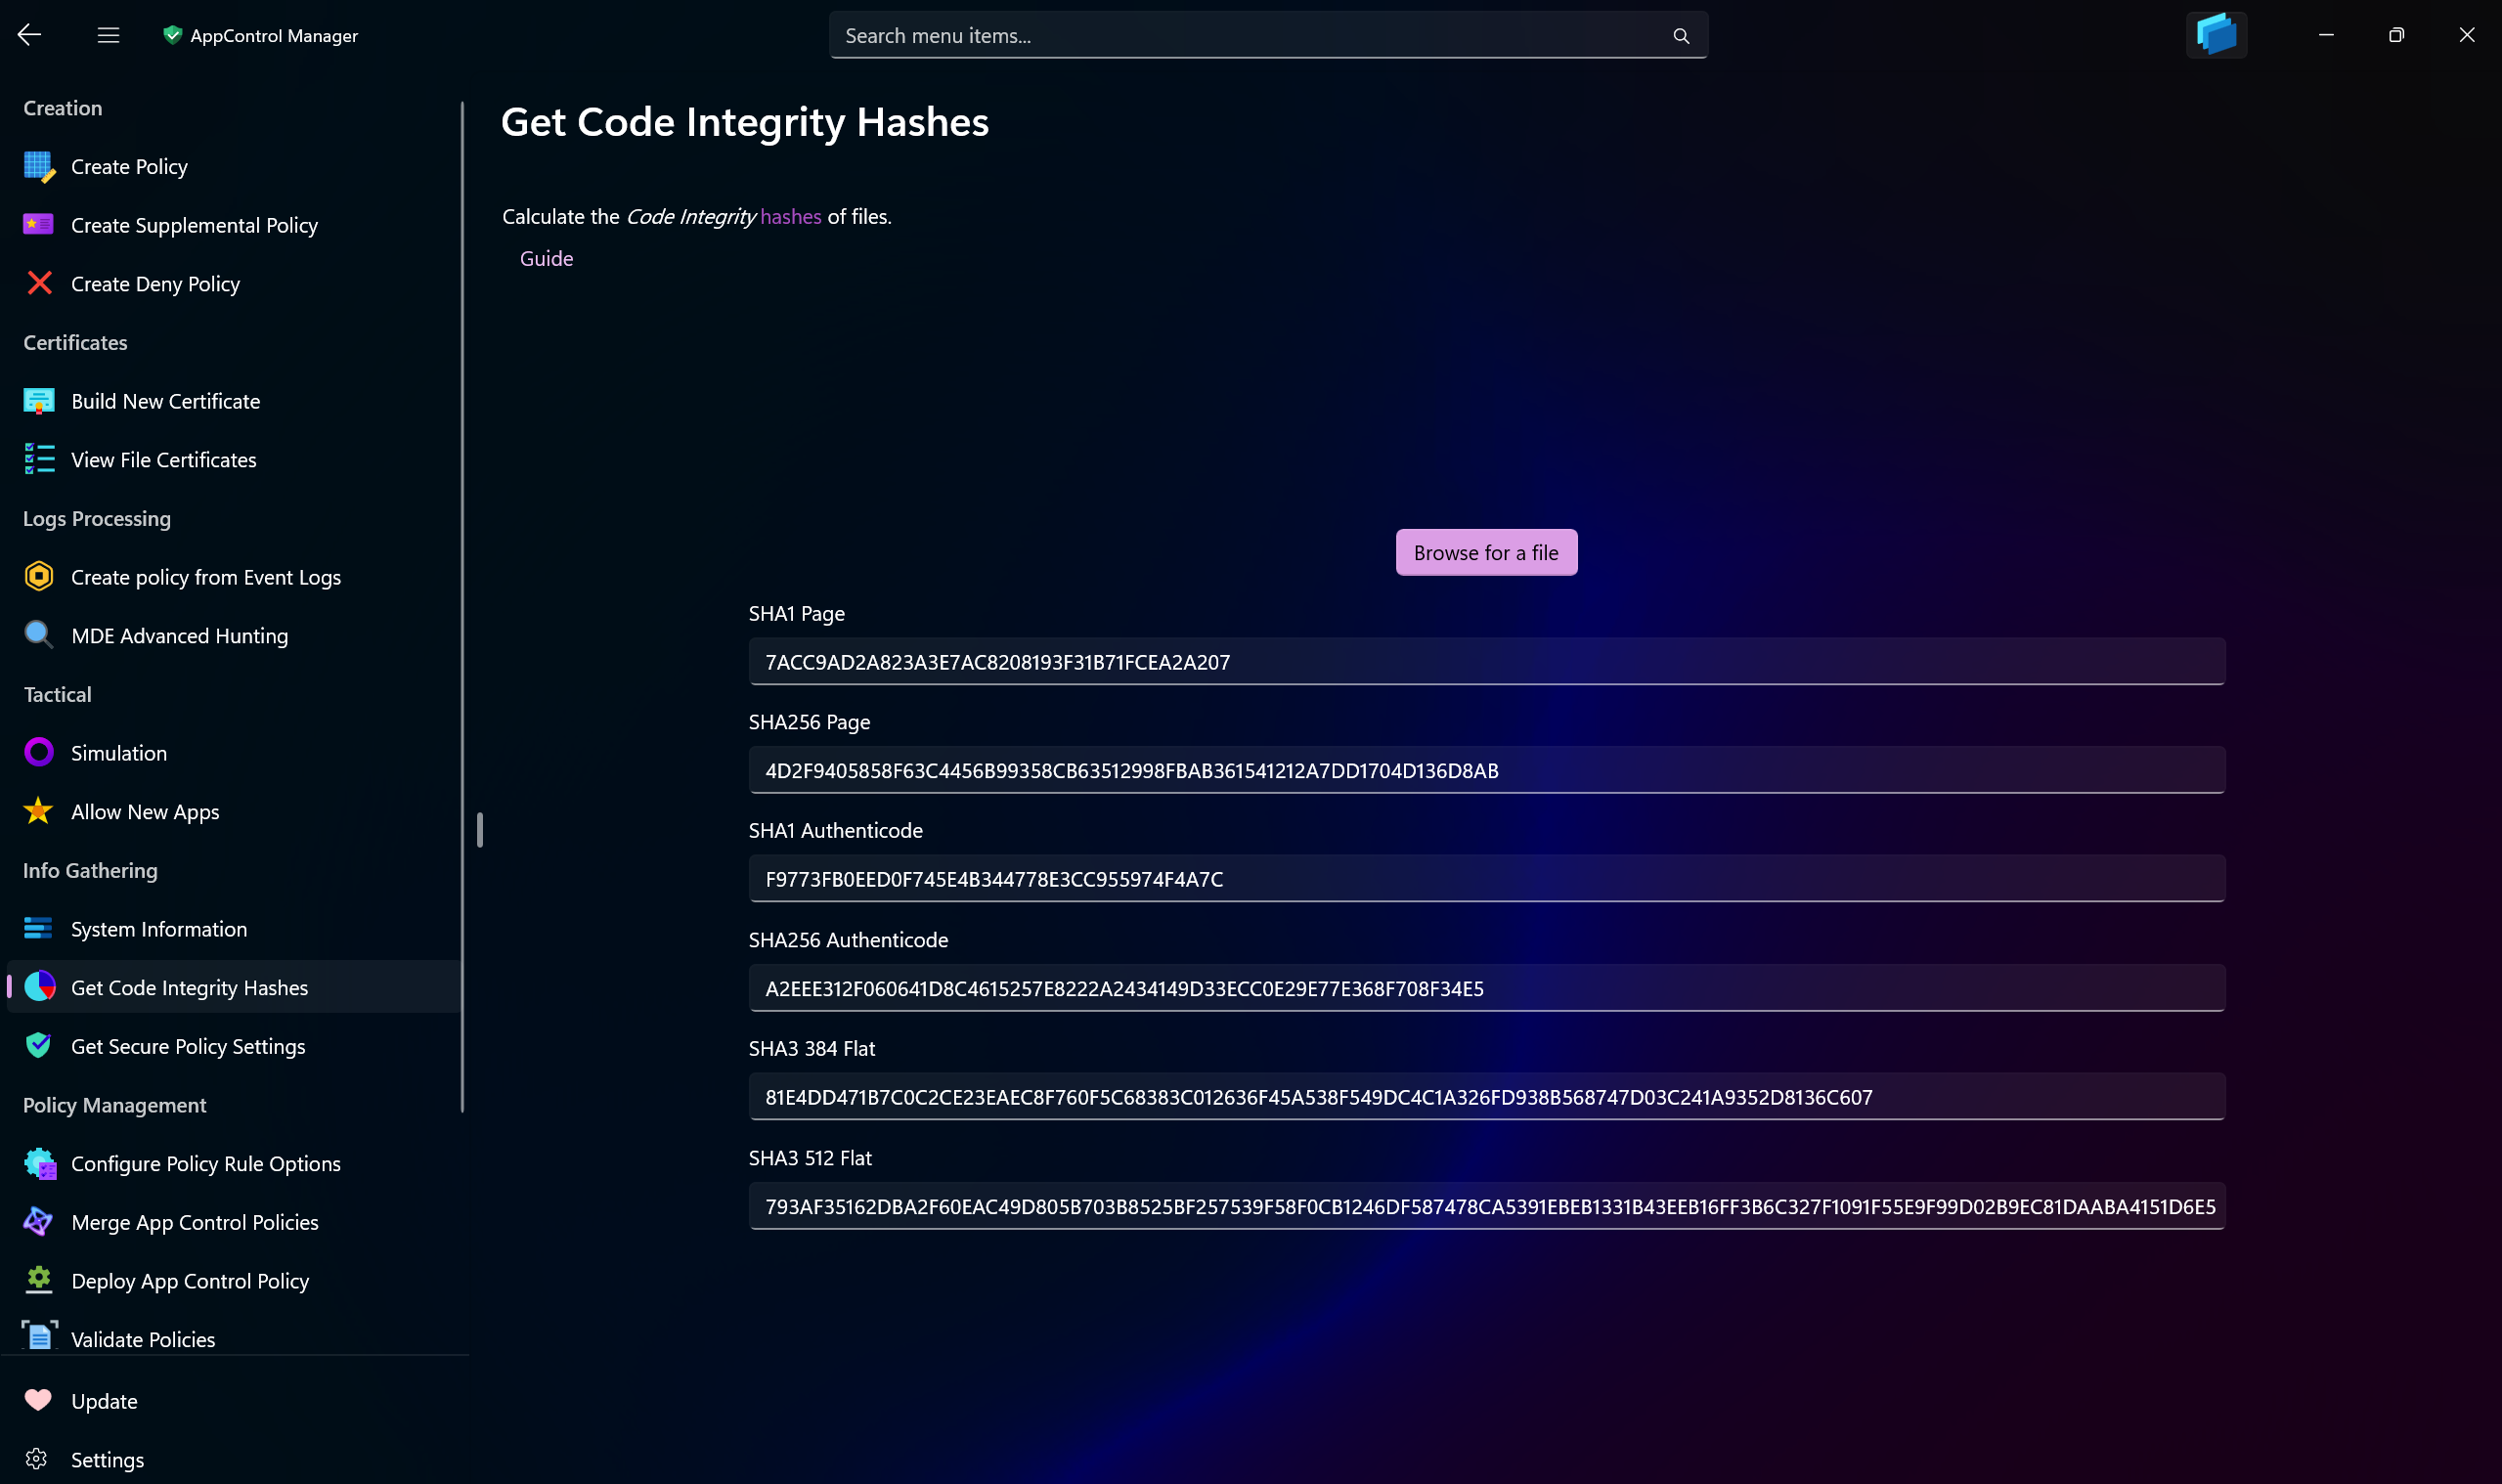 AppControl Manager
Search menu items...
Creation
Create Policy
Create Supplemental Policy
Create Deny Policy
Certificates
Build New Certificate
View File Certificates
Logs Processing
Create policy from Event Logs
MDE Advanced Hunting
Tactical
Simulation
Allow New Apps
Info Gathering
System Information
Get Code Integrity Hashes
Get Secure Policy Settings
Policy Management
Configure Policy Rule Options
Merge App Control Policies
Deploy App Control Policy
Validate Policies
Update
Settings
Get Code Integrity Hashes
Calculate the Code Integrity hashes of files.
Guide
Browse for a file
SHA1 Page
7ACC9AD2A823A3E7AC8208193F31B71FCEA2A207
SHA256 Page
4D2F9405858F63C4456B99358CB63512998FBAB361541212A7DD1704D136D8AB
SHA1 Authenticode
F9773FB0EED0F745E4B344778E3CC955974F4A7C
SHA256 Authenticode
A2EEE312F060641D8C4615257E8222A2434149D33ECC0E29E77E368F708F34E5
SHA3 384 Flat
81E4DD471B7C0C2CE23EAEC8F760F5C68383C012636F45A538F549DC4C1A326FD938B568747D03C241A9352D8136C607
SHA3 512 Flat
793AF35162DBA2F60EAC49D805B703B8525BF257539F58F0CB1246DF587478CA5391EBEB1331B43EEB16FF3B6C327F1091F55E9F99D02B9EC81DAABA4151D6E5